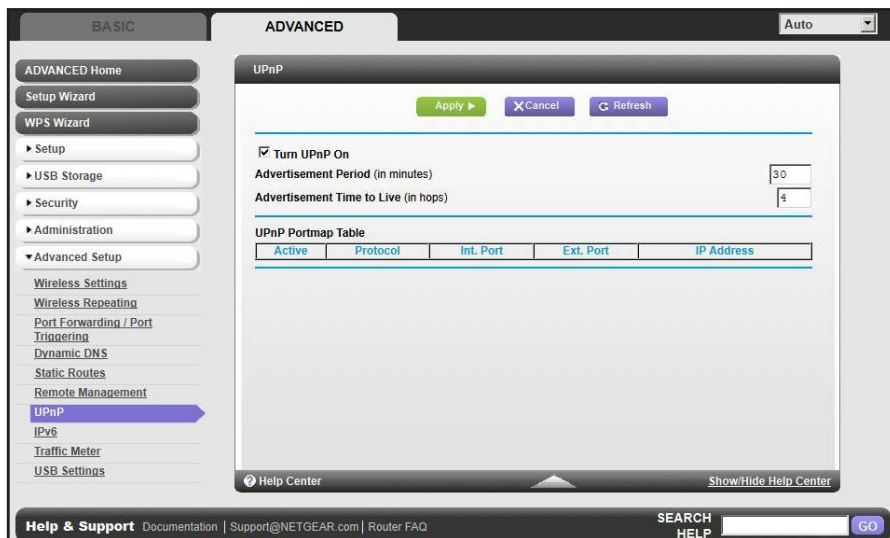 BASIC
ADVANCED
Auto
ADVANCED Home
Setup Wizard
WPS Wizard
Setup
USB Storage
Security
Administration
Advanced Setup
Wireless Settings
Wireless Repeating
Port Forwarding / Port
Triggering
Dynamic DNS
Static Routes
Remote Management
UPnP
IPv6
Traffic Meter
USB Settings
UPnP
Apply
Cancel
Refresh
Turn UPnP On
Advertisement Period (in minutes) 30
Advertisement Time to Live (in hops) 4
UPnP Portmap Table
Active Protocol Int. Port Ext. Port IP Address
Help Center
Show/Hide Help Center
Help & Support Documentation | Support@NETGEAR.com | Router FAQ
SEARCH
HELP
GO